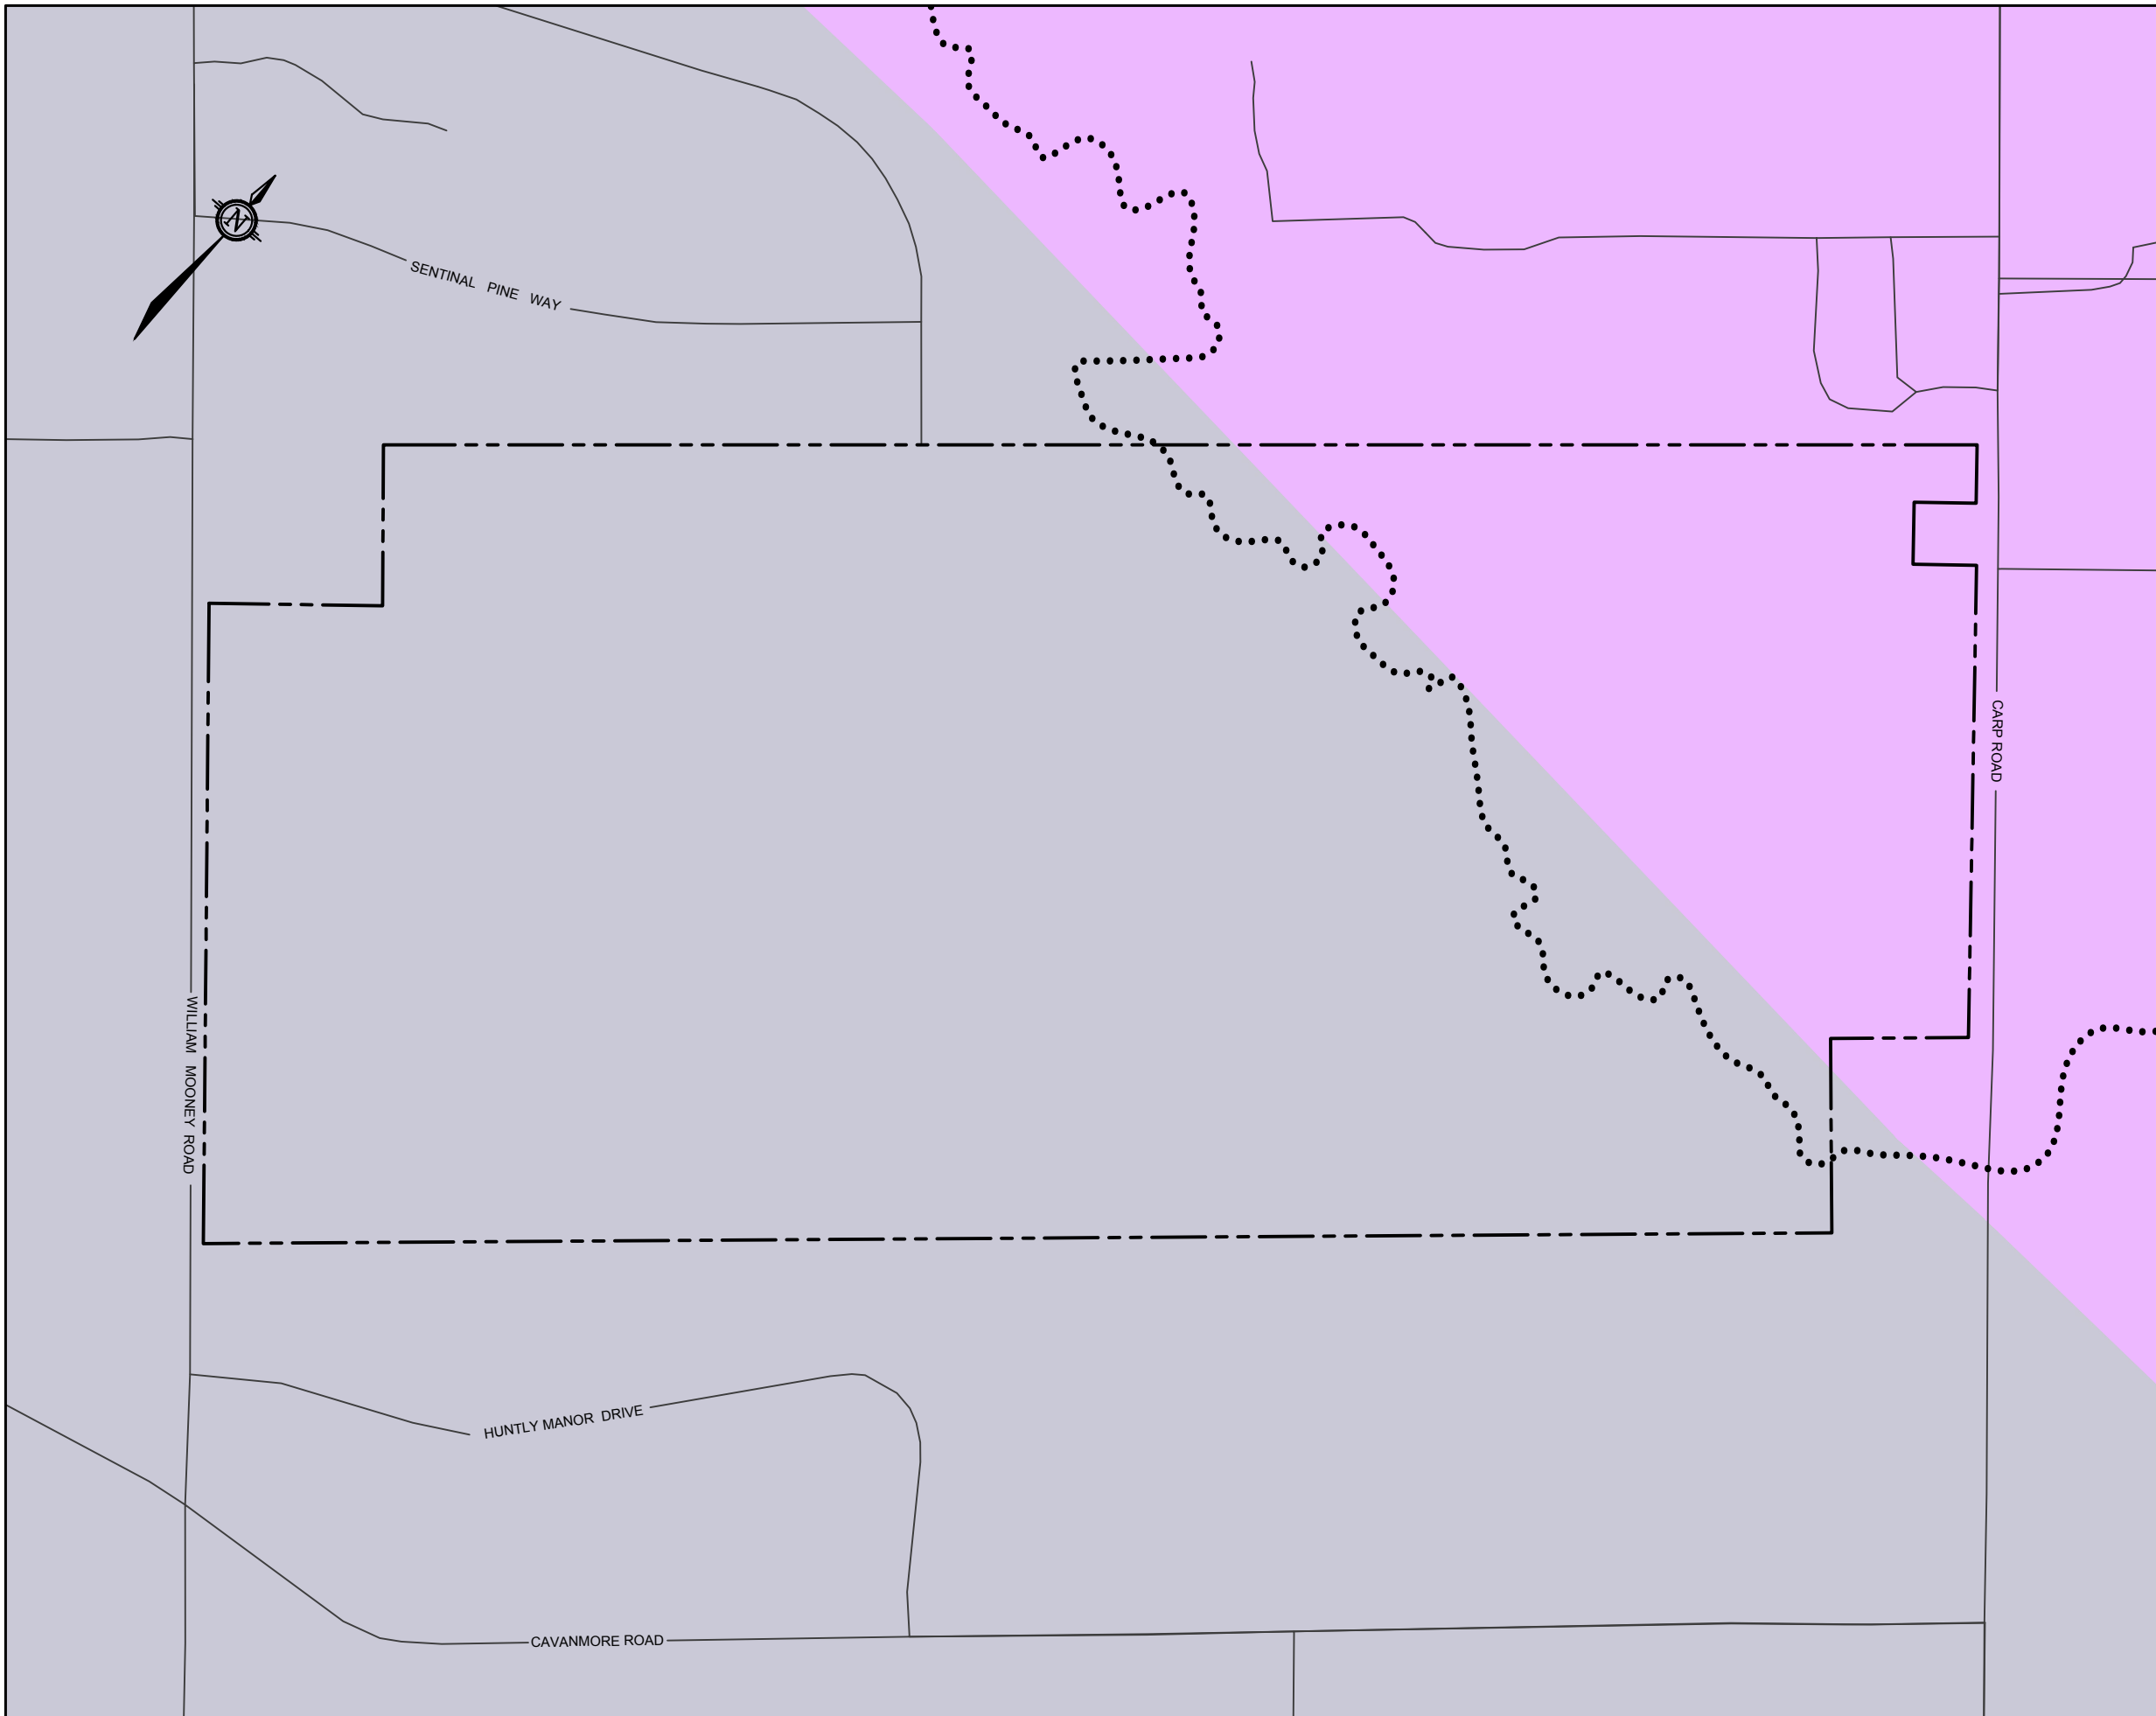 N
SENTINAL PINE WAY
CARP ROAD
WILLIAM MOONEY ROAD
HUNTLY MANOR DRIVE
CAVANMORE ROAD